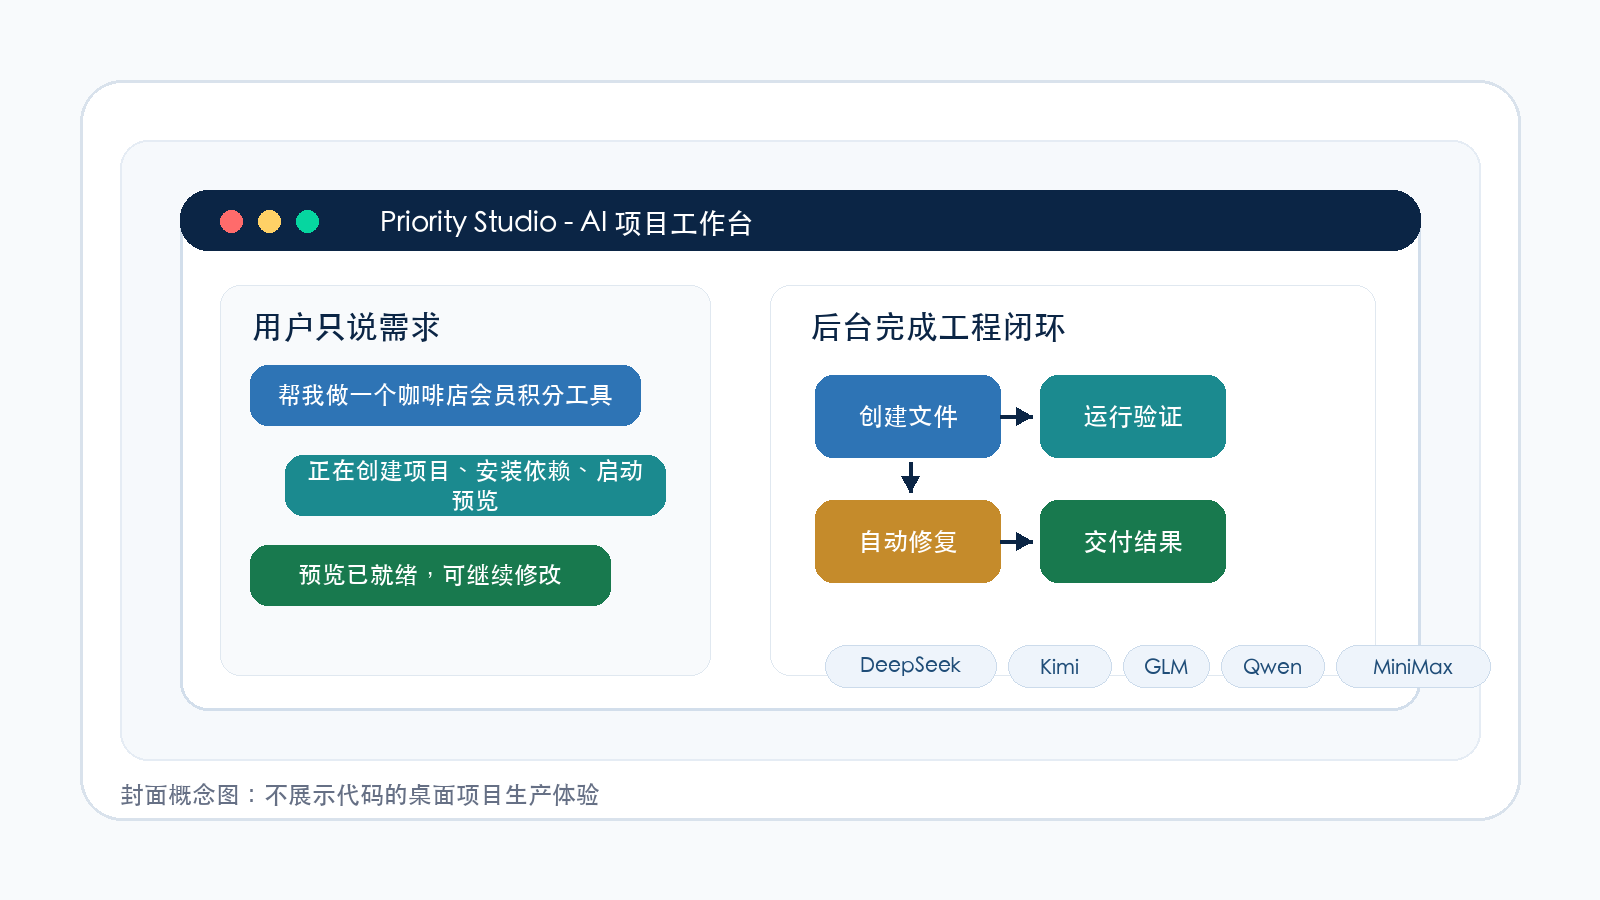 Priority Studio - AI 项目工作台
用户只说需求
帮我做一个咖啡店会员积分工具
正在创建项目、安装依赖、启动
预览
预览已就绪，可继续修改
后台完成工程闭环
创建文件
运行验证
自动修复
交付结果
DeepSeek
Kimi
GLM
Qwen
MiniMax
封面概念图：不展示代码的桌面项目生产体验